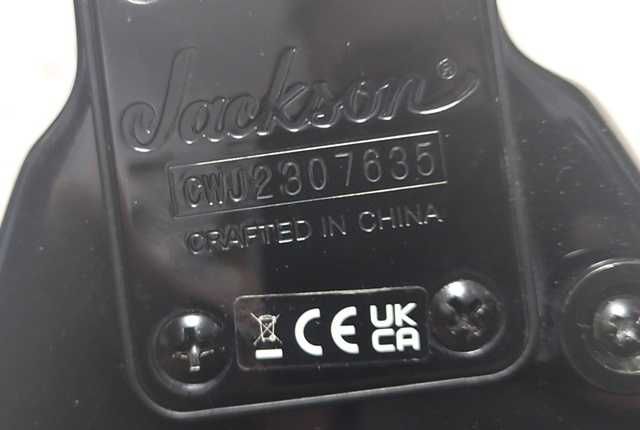 Jackson®
CWJ2307635
CRAFTED IN CHINA
CE UK
CA